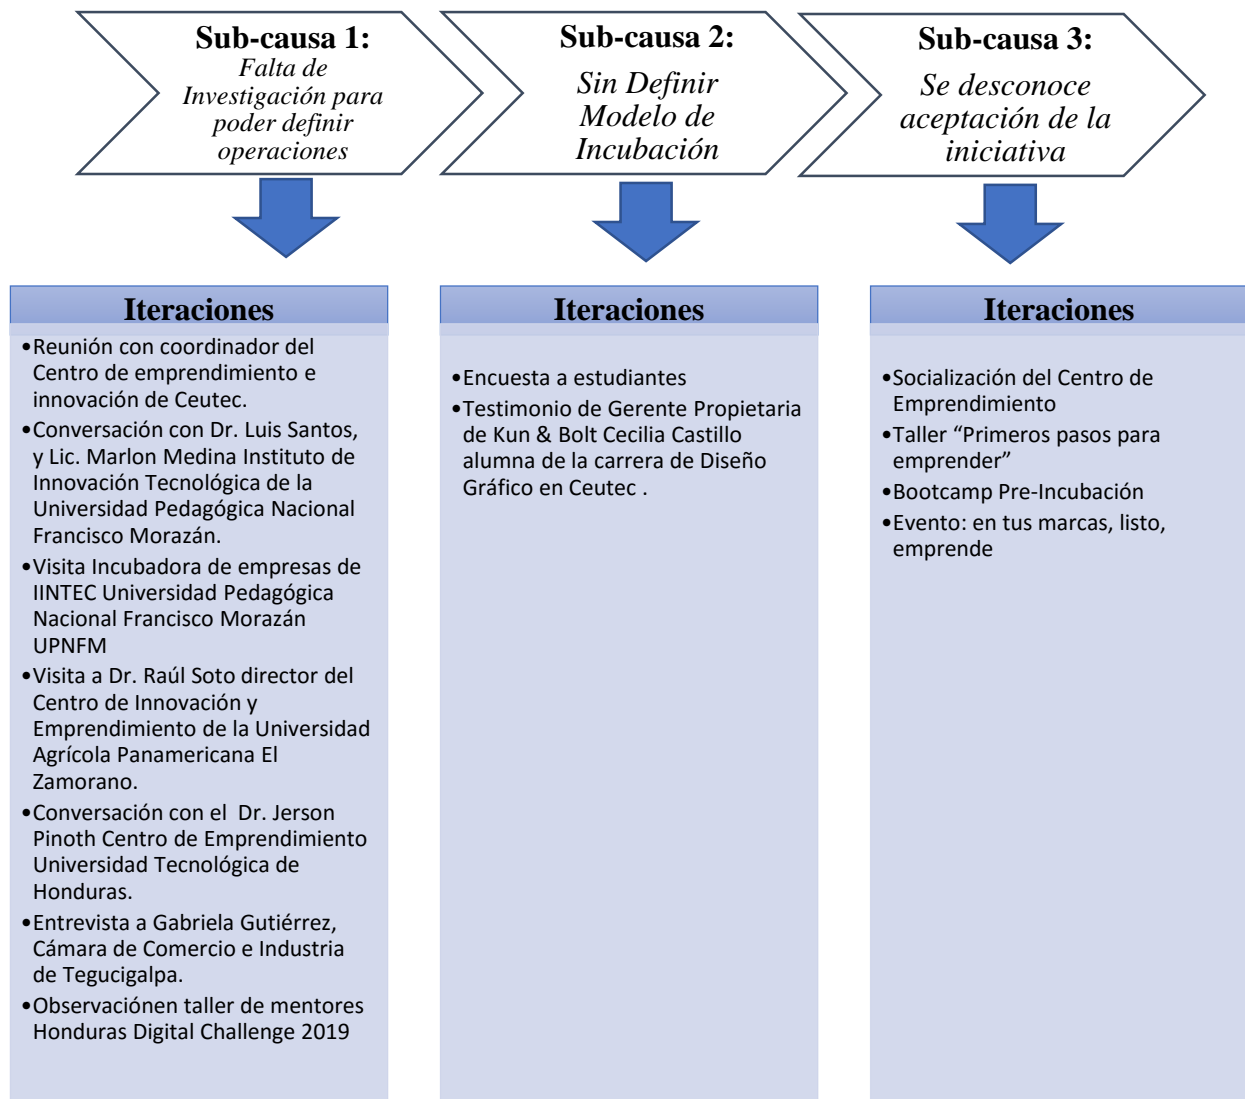 Sub-causa 1:
Falta de
Investigación para
poder definir
operaciones
Sub-causa 2:
Sin Definir
Modelo de
Incubación
Sub-causa 3:
Se desconoce
aceptación de la
iniciativa
Iteraciones
•Reunión con coordinador del
Centro de emprendimiento e
innovación de Ceutec.
•Conversación con Dr. Luis Santos,
y Lic. Marlon Medina Instituto de
Innovación Tecnológica de la
Universidad Pedagógica Nacional
Francisco Morazán.
•Visita Incubadora de empresas de
IINTEC Universidad Pedagógica
Nacional Francisco Morazán
UPNFM
•Visita a Dr. Raúl Soto director del
Centro de Innovación y
Emprendimiento de la Universidad
Agrícola Panamericana El
Zamorano.
•Conversación con el  Dr. Jerson
Pinoth Centro de Emprendimiento
Universidad Tecnológica de
Honduras.
•Entrevista a Gabriela Gutiérrez,
Cámara de Comercio e Industria
de Tegucigalpa.
•Observaciónen taller de mentores
Honduras Digital Challenge 2019
Iteraciones
•Encuesta a estudiantes
•Testimonio de Gerente Propietaria
de Kun & Bolt Cecilia Castillo
alumna de la carrera de Diseño
Gráfico en Ceutec .
Iteraciones
•Socialización del Centro de
Emprendimiento
•Taller “Primeros pasos para
emprender”
•Bootcamp Pre-Incubación
•Evento: en tus marcas, listo,
emprende